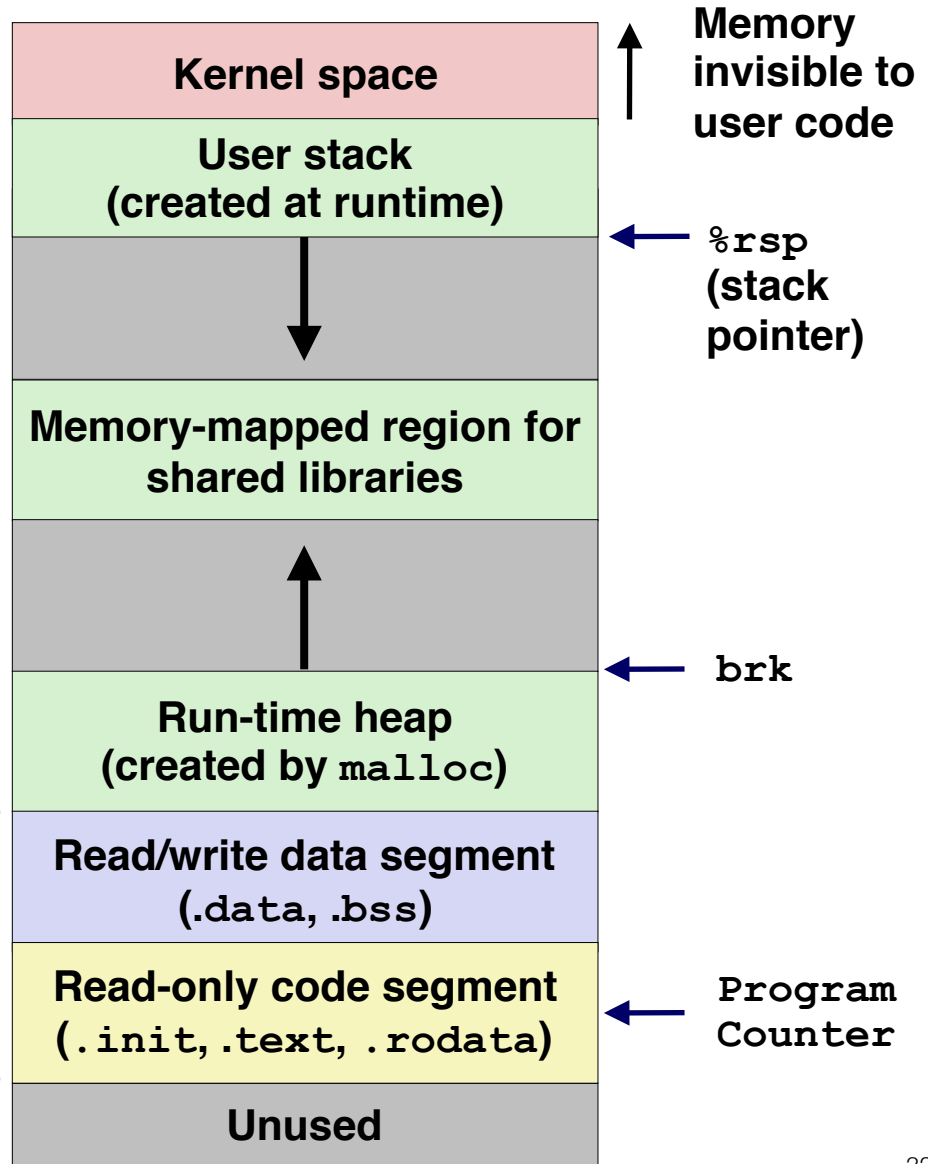 Kernel space
Memory
invisible to
user code
User stack
(created at runtime)
%rsp
(stack
pointer)
Memory-mapped region for
shared libraries
brk
Run-time heap
(created by malloc)
Read/write data segment
(.data, .bss)
Read-only code segment
(.init, .text, .rodata)
Program
Counter
Unused